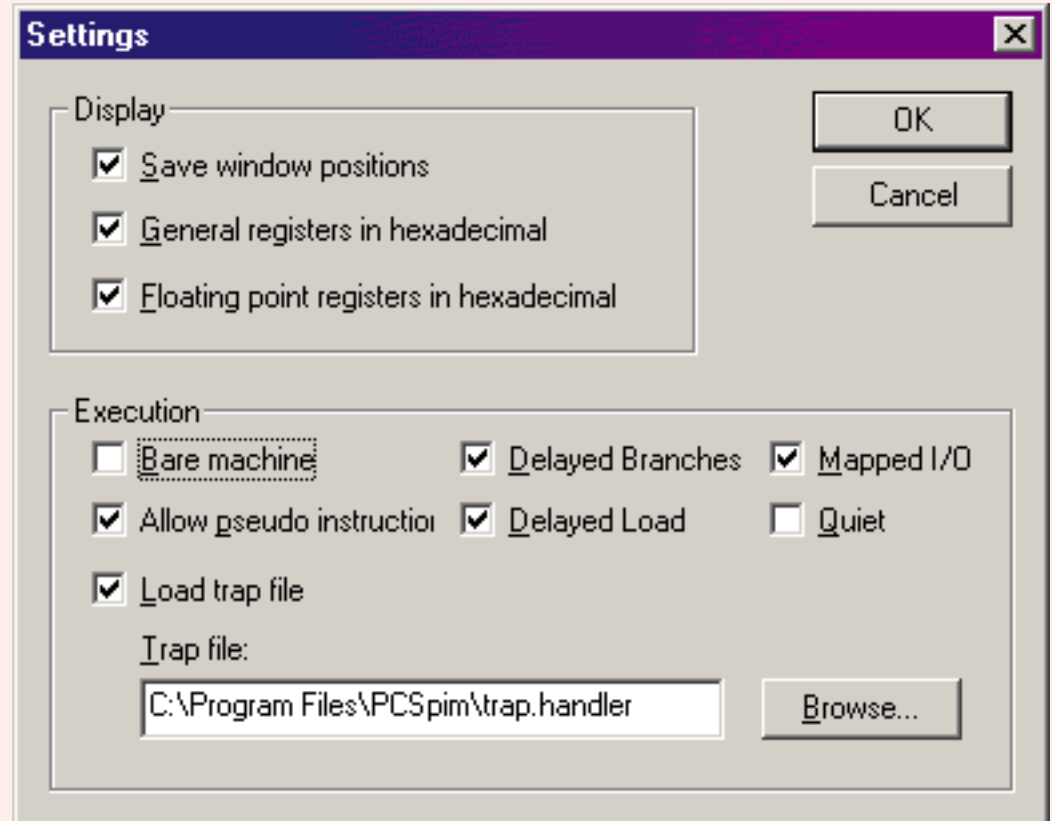 Settings
Display
OK
Save window positions
Cancel
General registers in hexadecimal
Floating point registers in hexadecimal
Execution
Bare machine Delayed Branches Mapped I/O
Allow pseudo instruction Delayed Load Quiet
Load trap file
Trap file:
C:\Program Files\PCSpim\trap.handler Browse...